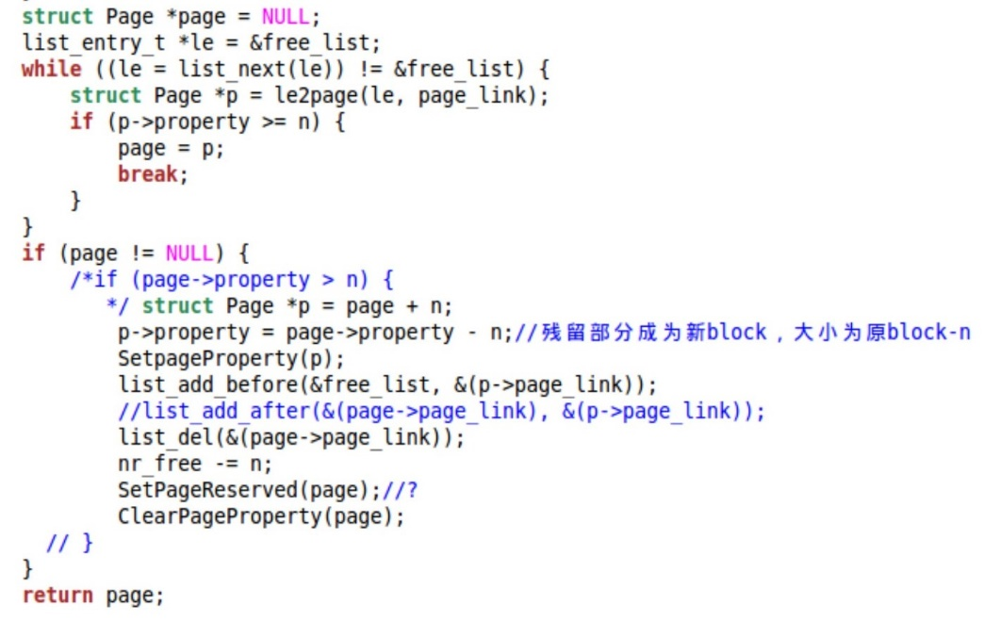 struct Page *page = NULL;
list_entry_t *le = &free_list;
while ((le = list_next(le)) != &free_list) {
    struct Page *p = le2page(le, page_link);
    if (p->property >= n) {
        page = p;
        break;
    }
}
if (page != NULL) {
    /*if (page->property > n) {
       */ struct Page *p = page + n;
        p->property = page->property - n;//残留部分成为新block，大小为原block-n
        SetpageProperty(p);
        list_add_before(&free_list, &(p->page_link));
        //list_add_after(&(page->page_link), &(p->page_link));
        list_del(&(page->page_link));
        nr_free -= n;
        SetPageReserved(page);//?
        ClearPageProperty(page);
  // }
}
return page;